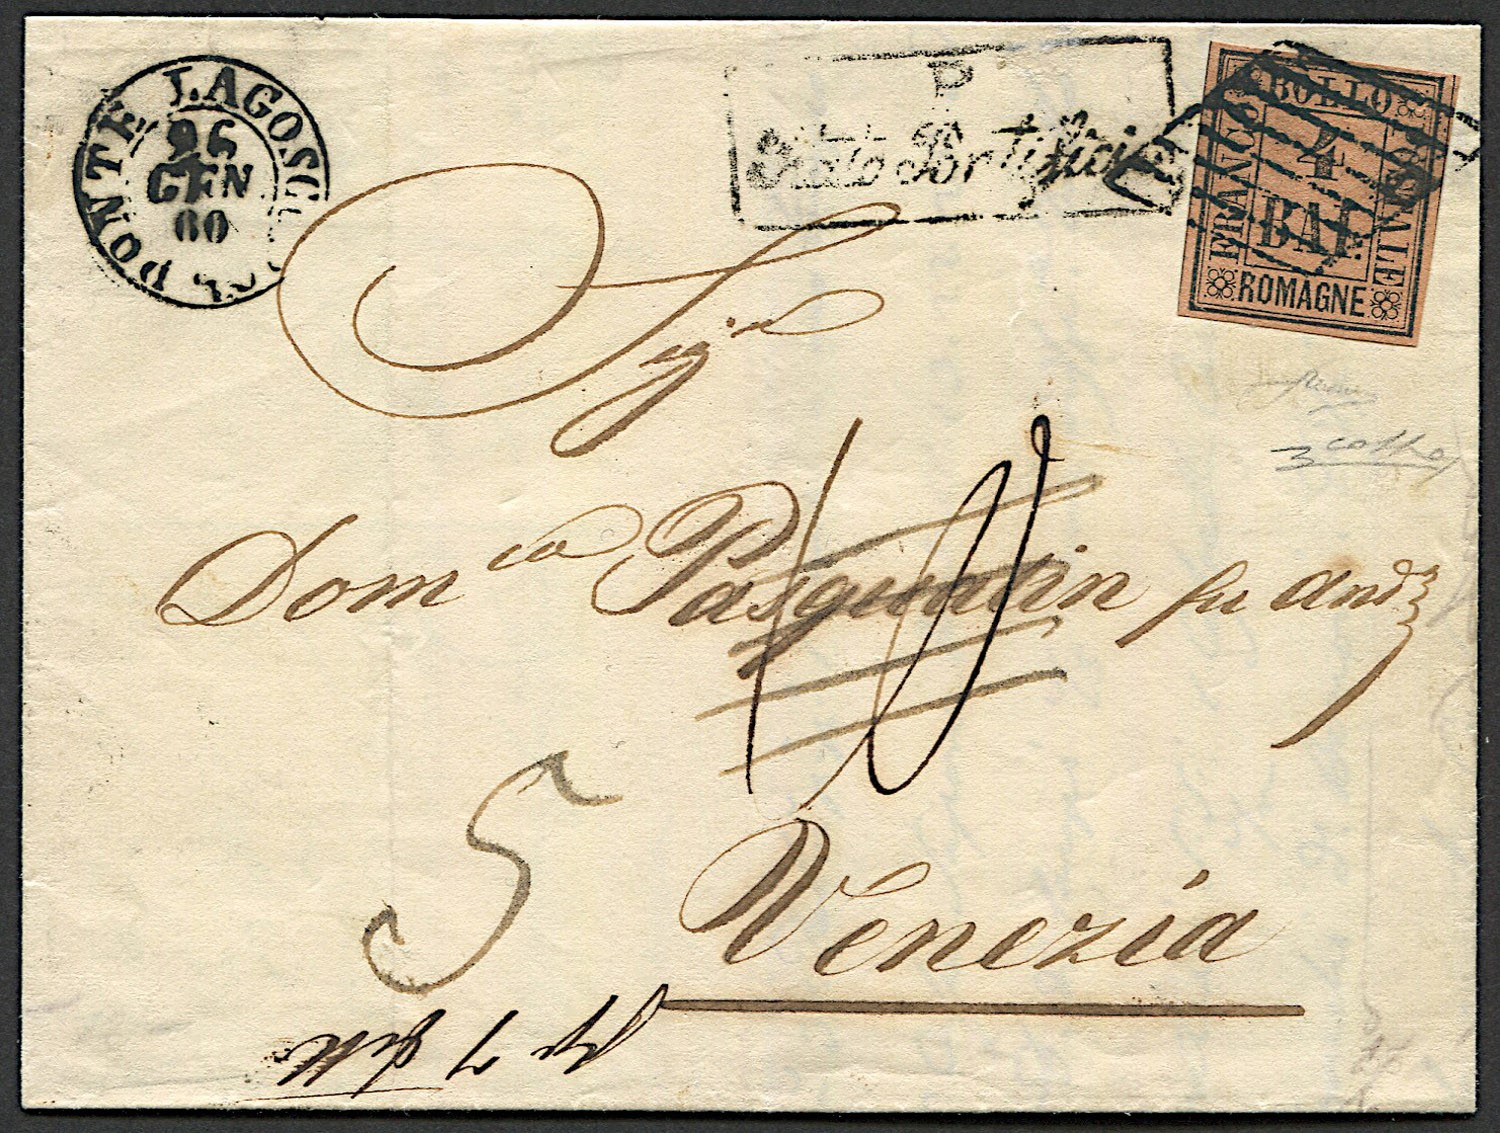 PONTE LAGOSCURO
26
GEN
60
P.
Stato Pontificio
BOLLO
FRANCO
POSTALE
4
BAI.
ROMAGNE
Sig.r
Dom.co Pasqualin fu And
10
5
Venezia